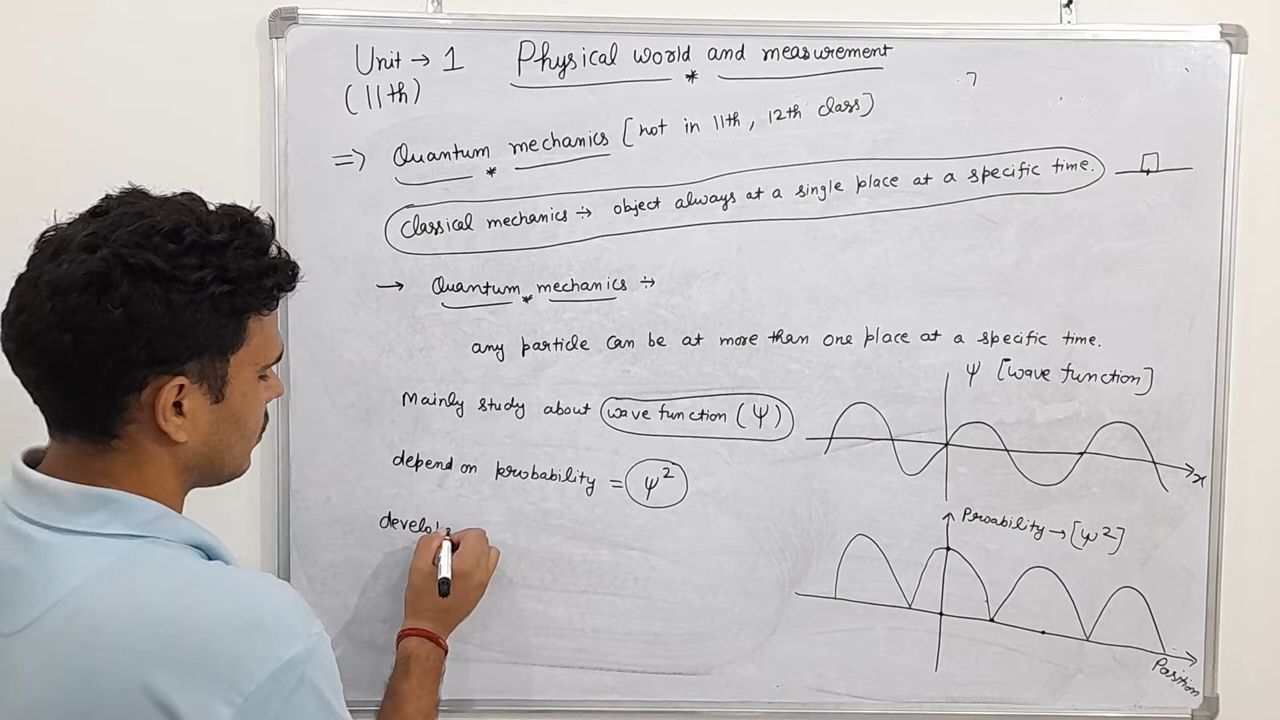 Unit → 1 Physical world and measurement
(11th)
⇒ Quantum mechanics [not in 11th, 12th class)
Classical mechanics ÷ object always at a single place at a specific time.
→ Quantum mechanics ÷
any particle can be at more than one place at a specific time.
Mainly study about wave function (Ψ)
depend on probability = Ψ²
develop
Ψ [wave function]
x
Proability → [Ψ²]
Position